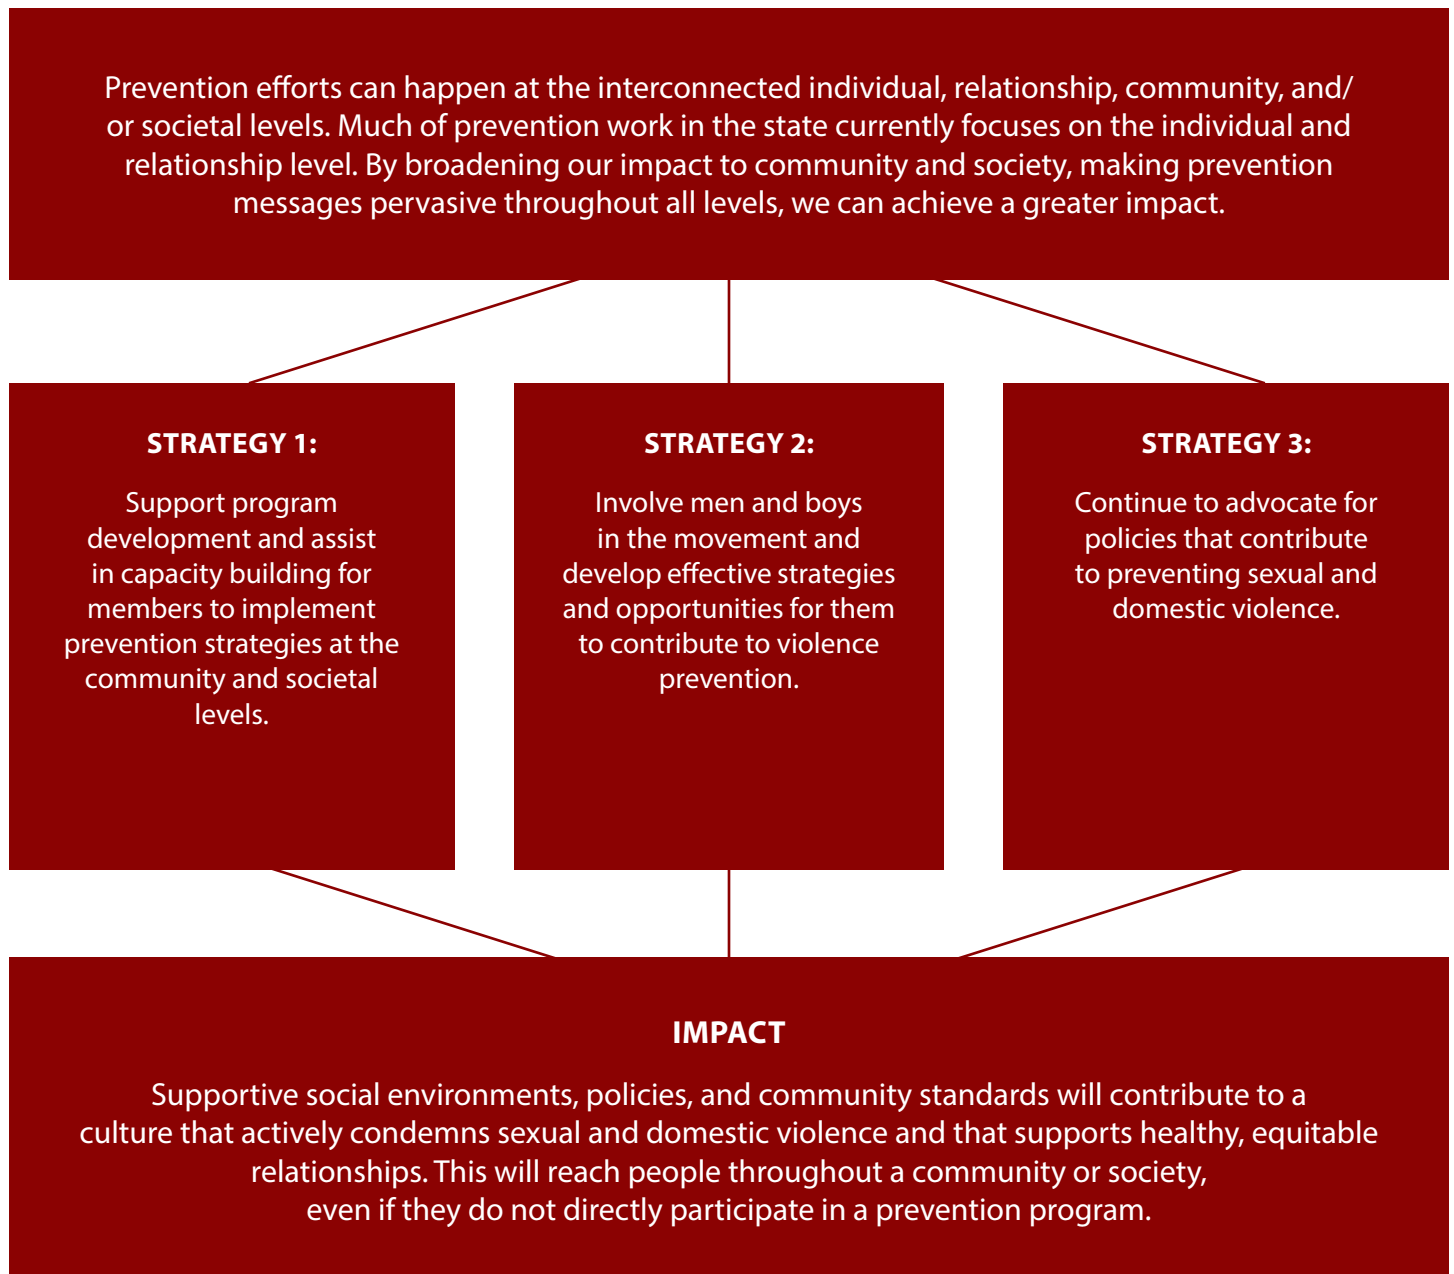 Prevention efforts can happen at the interconnected individual, relationship, community, and/
or societal levels. Much of prevention work in the state currently focuses on the individual and
relationship level. By broadening our impact to community and society, making prevention
messages pervasive throughout all levels, we can achieve a greater impact.
STRATEGY 1:
Support program
development and assist
in capacity building for
members to implement
prevention strategies at the
community and societal
levels.
STRATEGY 2:
Involve men and boys
in the movement and
develop effective strategies
and opportunities for them
to contribute to violence
prevention.
STRATEGY 3:
Continue to advocate for
policies that contribute
to preventing sexual and
domestic violence.
IMPACT
Supportive social environments, policies, and community standards will contribute to a
culture that actively condemns sexual and domestic violence and that supports healthy, equitable
relationships. This will reach people throughout a community or society,
even if they do not directly participate in a prevention program.